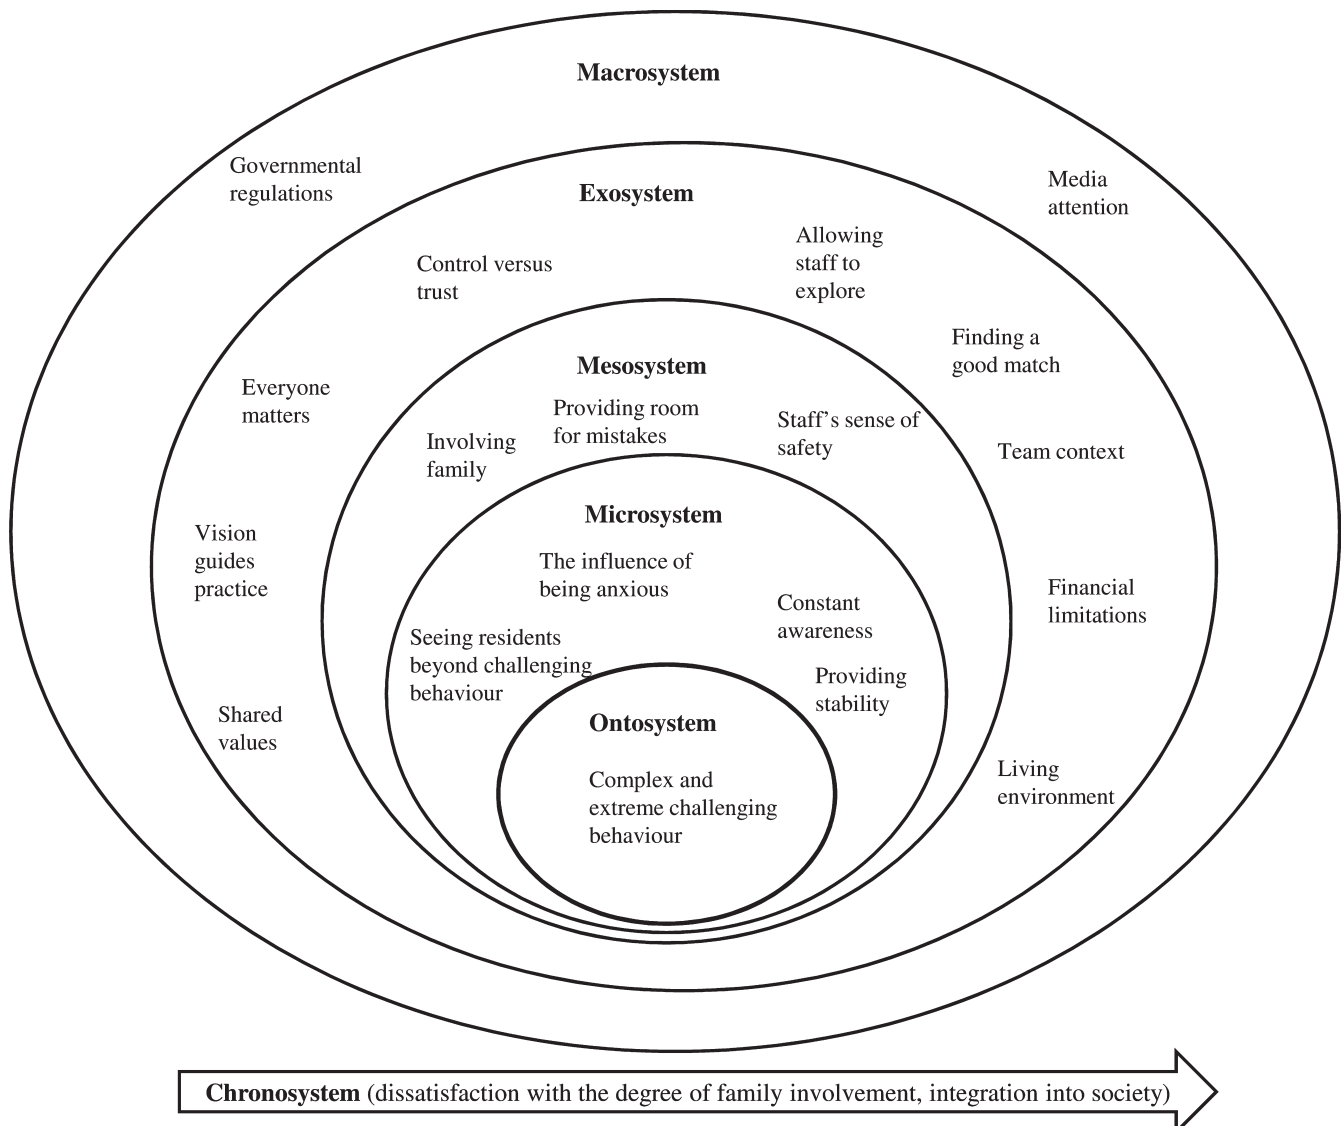 Macrosystem
Governmental
regulations
Media
attention
Exosystem
Control versus
trust
Allowing
staff to
explore
Finding a
good match
Everyone
matters
Team context
Vision
guides
practice
Financial
limitations
Shared
values
Living
environment
Mesosystem
Involving
family
Providing room
for mistakes
Staff’s sense of
safety
Microsystem
The influence of
being anxious
Constant
awareness
Seeing residents
beyond challenging
behaviour
Providing
stability
Ontosystem
Complex and
extreme challenging
behaviour
Chronosystem (dissatisfaction with the degree of family involvement, integration into society)